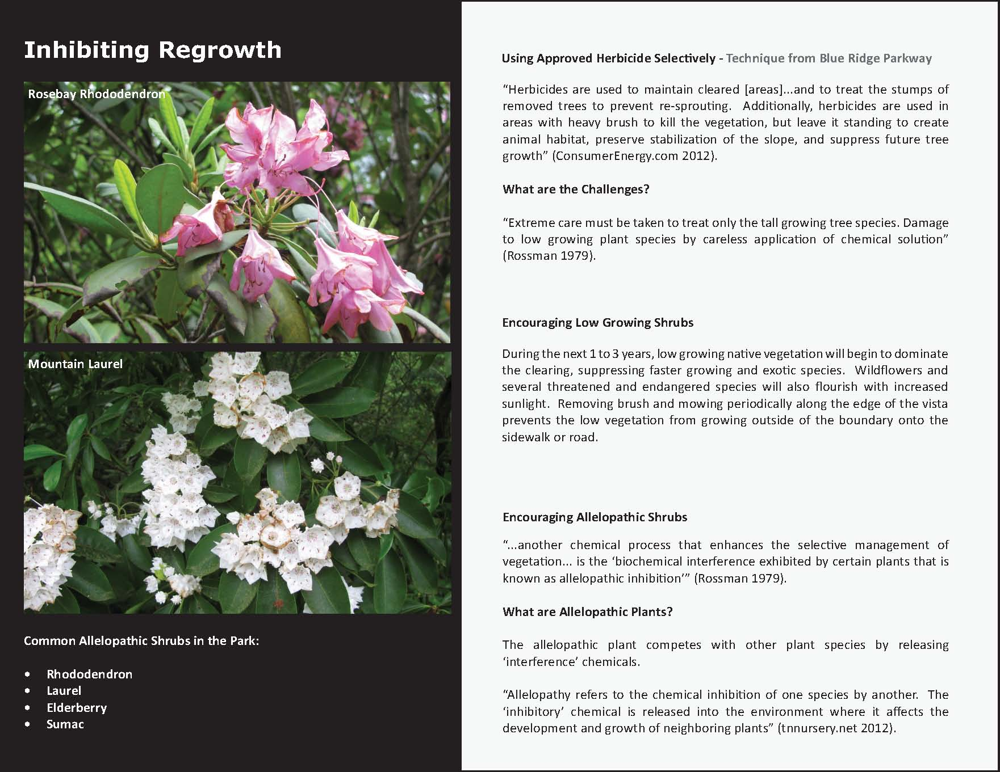 Inhibiting Regrowth
Rosebay Rhododendron
Mountain Laurel
Common Allelopathic Shrubs in the Park:
• Rhododendron
• Laurel
• Elderberry
• Sumac
Using Approved Herbicide Selectively - Technique from Blue Ridge Parkway
“Herbicides are used to maintain cleared [areas]...and to treat the stumps of
removed trees to prevent re-sprouting. Additionally, herbicides are used in
areas with heavy brush to kill the vegetation, but leave it standing to create
animal habitat, preserve stabilization of the slope, and suppress future tree
growth” (ConsumerEnergy.com 2012).
What are the Challenges?
“Extreme care must be taken to treat only the tall growing tree species. Damage
to low growing plant species by careless application of chemical solution”
(Rossman 1979).
Encouraging Low Growing Shrubs
During the next 1 to 3 years, low growing native vegetation will begin to dominate
the clearing, suppressing faster growing and exotic species. Wildflowers and
several threatened and endangered species will also flourish with increased
sunlight. Removing brush and mowing periodically along the edge of the vista
prevents the low vegetation from growing outside of the boundary onto the
sidewalk or road.
Encouraging Allelopathic Shrubs
“...another chemical process that enhances the selective management of
vegetation... is the ‘biochemical interference exhibited by certain plants that is
known as allelopathic inhibition’” (Rossman 1979).
What are Allelopathic Plants?
The allelopathic plant competes with other plant species by releasing
‘interference’ chemicals.
“Allelopathy refers to the chemical inhibition of one species by another. The
‘inhibitory’ chemical is released into the environment where it affects the
development and growth of neighboring plants” (tnnursery.net 2012).